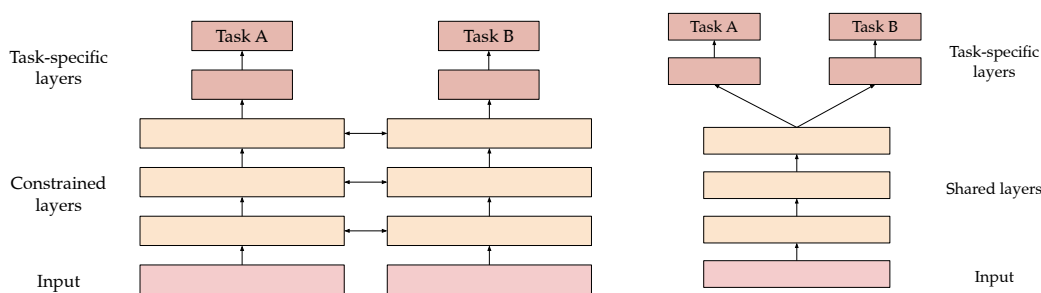 Task A
Task B
Task-specific
layers
Constrained
layers
Input
Task A
Task B
Task-specific
layers
Shared layers
Input